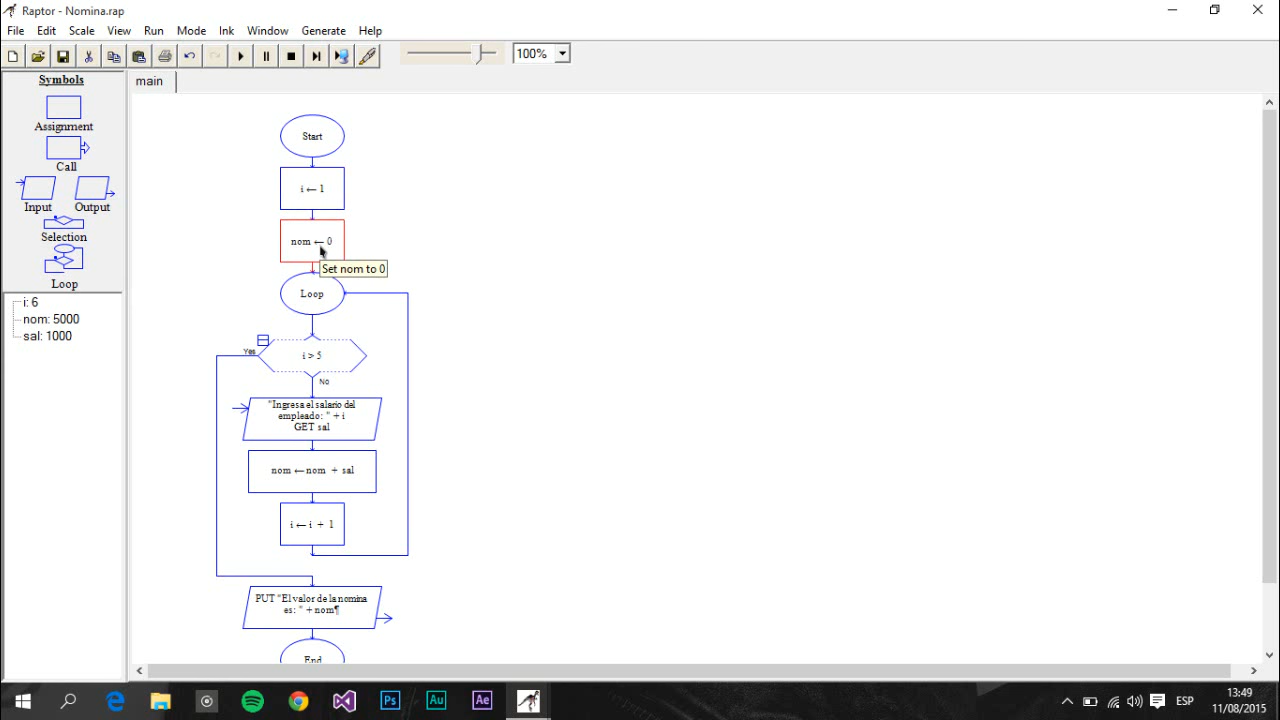 Raptor - Nomina.rap
File Edit Scale View Run Mode Ink Window Generate Help
100%
Symbols
Assignment
Call
Input Output
Selection
Loop
i: 6
nom: 5000
sal: 1000
main
Start
i ← 1
nom ← 0
Set nom to 0
Loop
Yes
i > 5
No
"Ingresa el salario del
empleado: " + i
GET sal
nom ← nom + sal
i ← i + 1
PUT "El valor de la nomina
es: " + nom¶
End
Ps
Au
Ae
ESP
13:49
11/08/2015